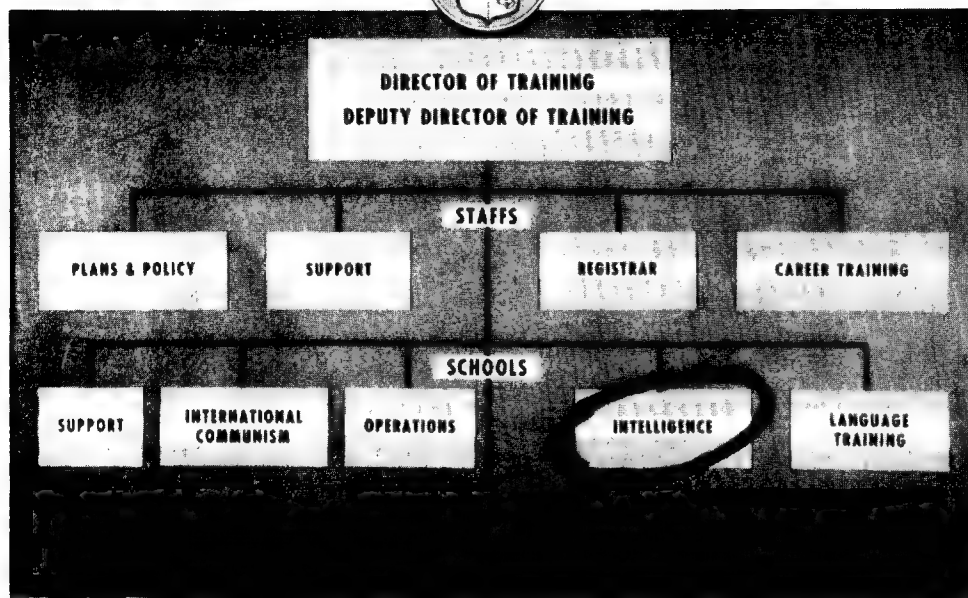 DIRECTOR OF TRAINING
DEPUTY DIRECTOR OF TRAINING
STAFFS
PLANS & POLICY
SUPPORT
REGISTRAR
CAREER TRAINING
SCHOOLS
SUPPORT
INTERNATIONAL
COMMUNISM
OPERATIONS
INTELLIGENCE
LANGUAGE
TRAINING